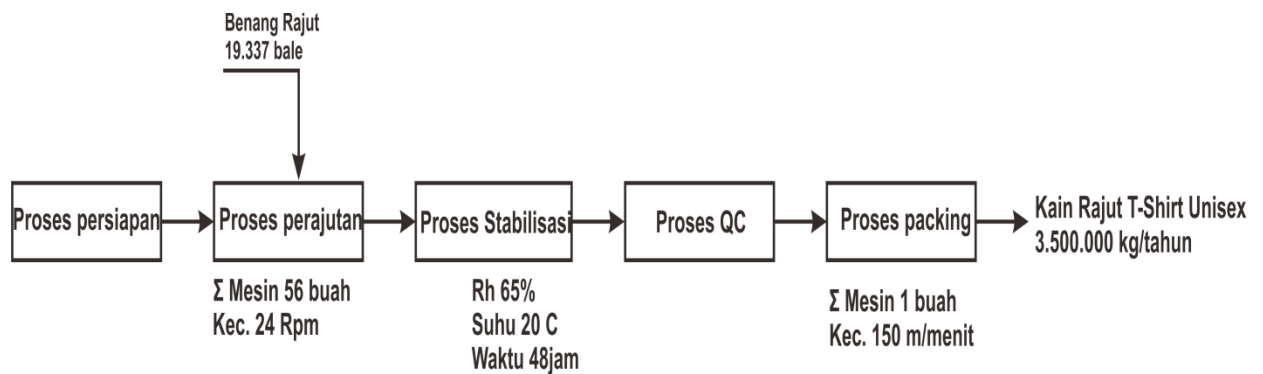 Benang Rajut
19.337 bale
Proses persiapan
Proses perajutan
Proses Stabilisasi
Proses QC
Proses packing
Kain Rajut T-Shirt Unisex
3.500.000 kg/tahun
Σ Mesin 56 buah
Kec. 24 Rpm
Rh 65%
Suhu 20 C
Waktu 48jam
Σ Mesin 1 buah
Kec. 150 m/menit